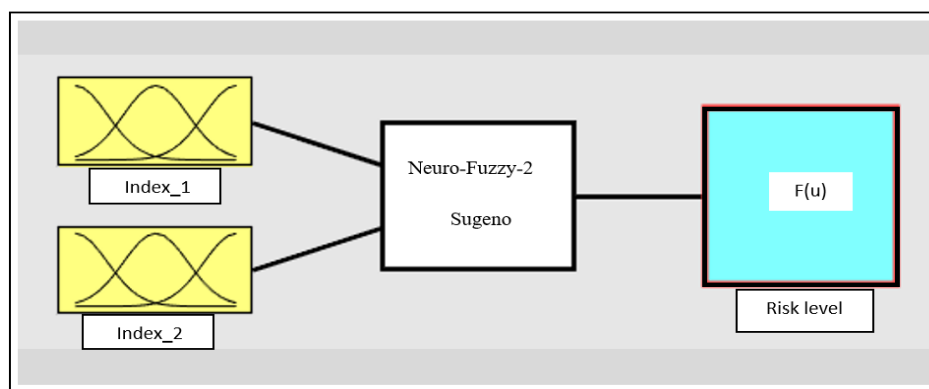 Index_1
Index_2
Neuro-Fuzzy-2
Sugeno
F(u)
Risk level